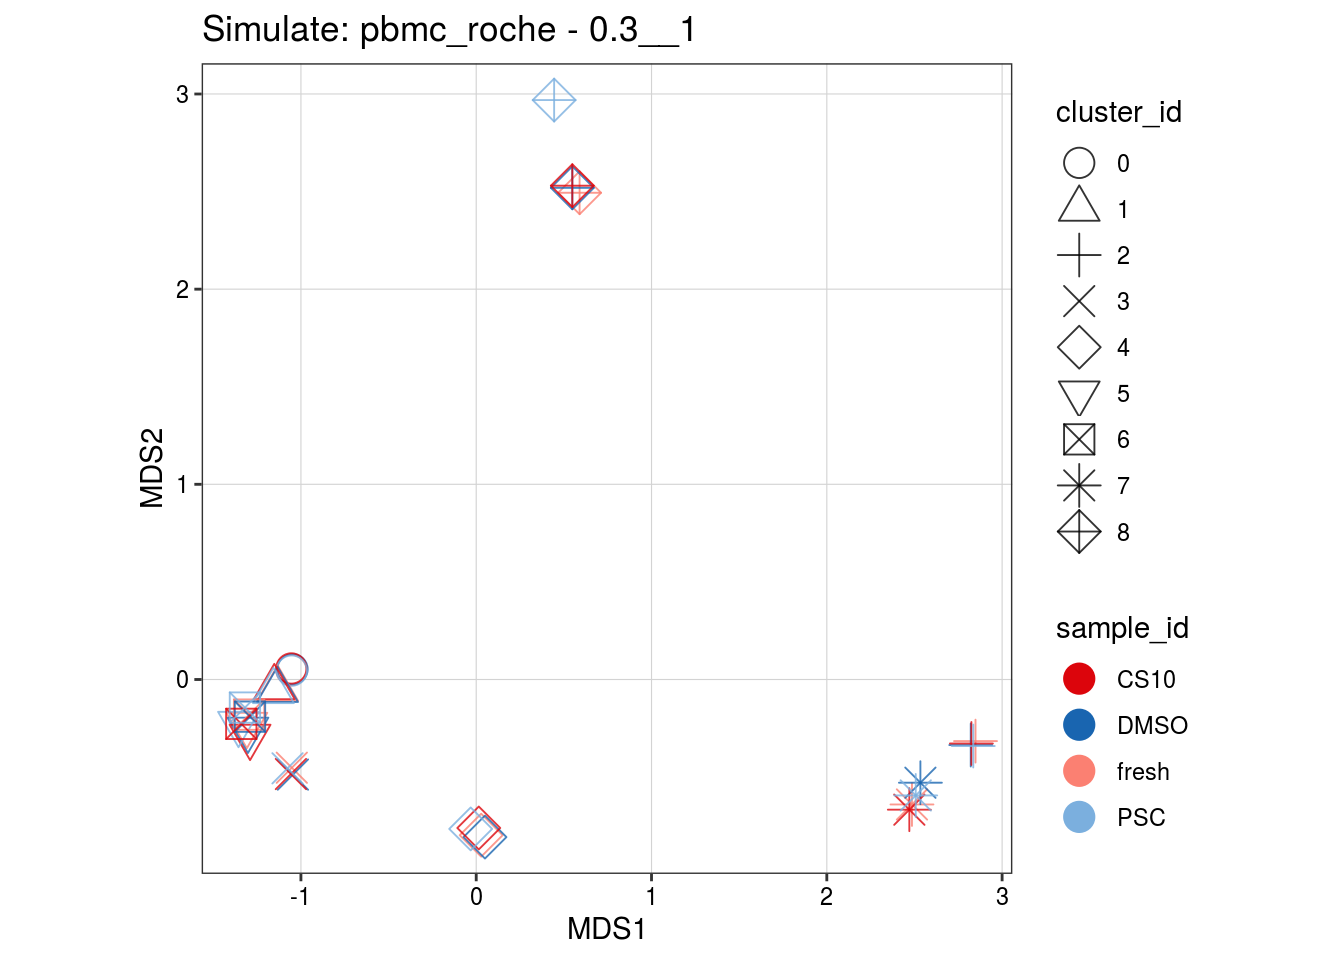 Simulate: pbmc_roche - 0.3__1
MDS2
3
2
1
0
-1
0
1
2
3
MDS1
cluster_id
0
1
2
3
4
5
6
7
8
sample_id
CS10
DMSO
fresh
PSC